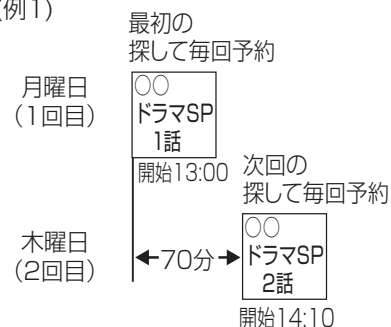 (例1)
最初の
探して毎回予約
月曜日
(1回目)
○○
ドラマSP
1話
開始13:00
次回の
探して毎回予約
木曜日
(2回目)
70分
○○
ドラマSP
2話
開始14:10